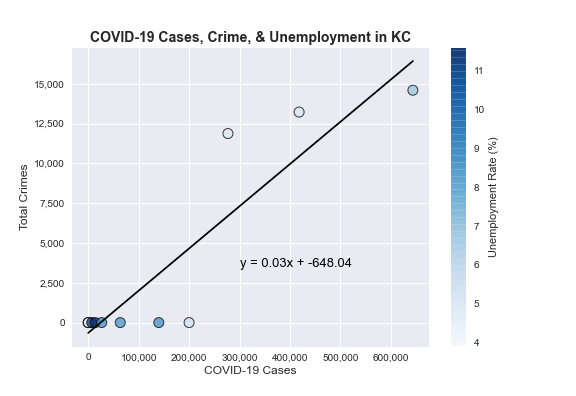 COVID-19 Cases, Crime, & Unemployment in KC
15,000
12,500
10,000
7,500
5,000
2,500
0
Total Crimes
y = 0.03x + -648.04
0 100,000 200,000 300,000 400,000 500,000 600,000
COVID-19 Cases
11
10
9
8
7
6
5
4
Unemployment Rate (%)